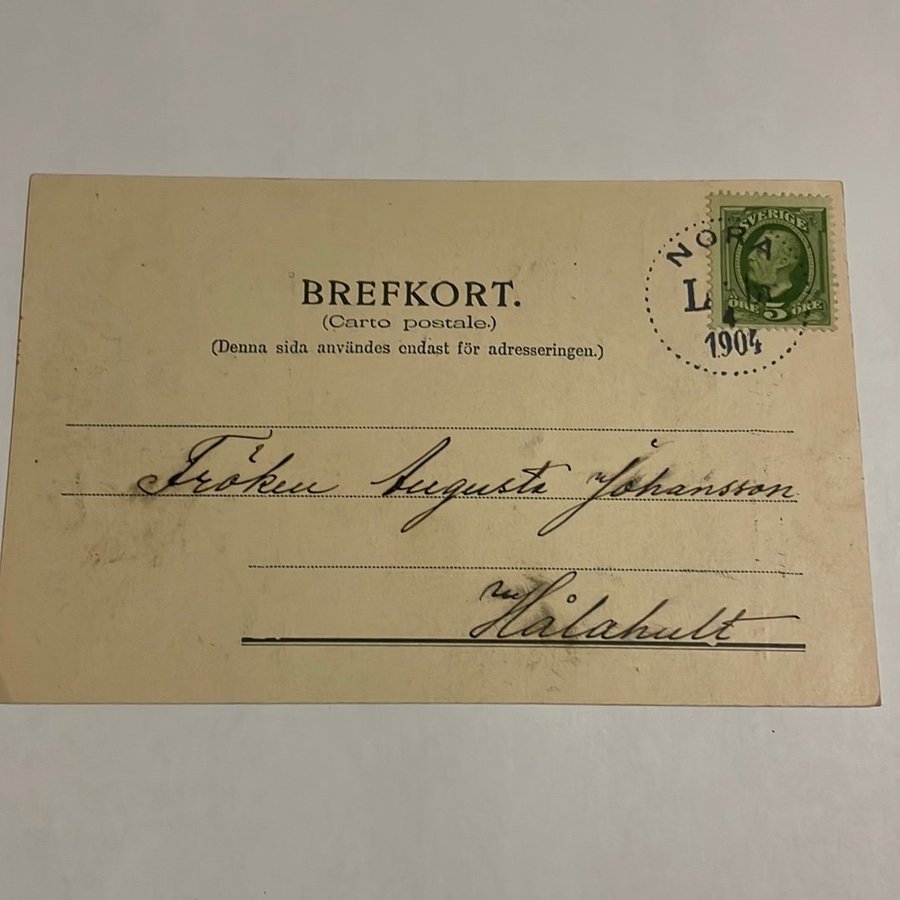 SVERIGE
NORA
ÖRE 5 ÖRE
1904
BREFKORT.
(Carto postale.)
(Denna sida användes endast för adresseringen.)
Fröken Augusta Johansson
Hålahult